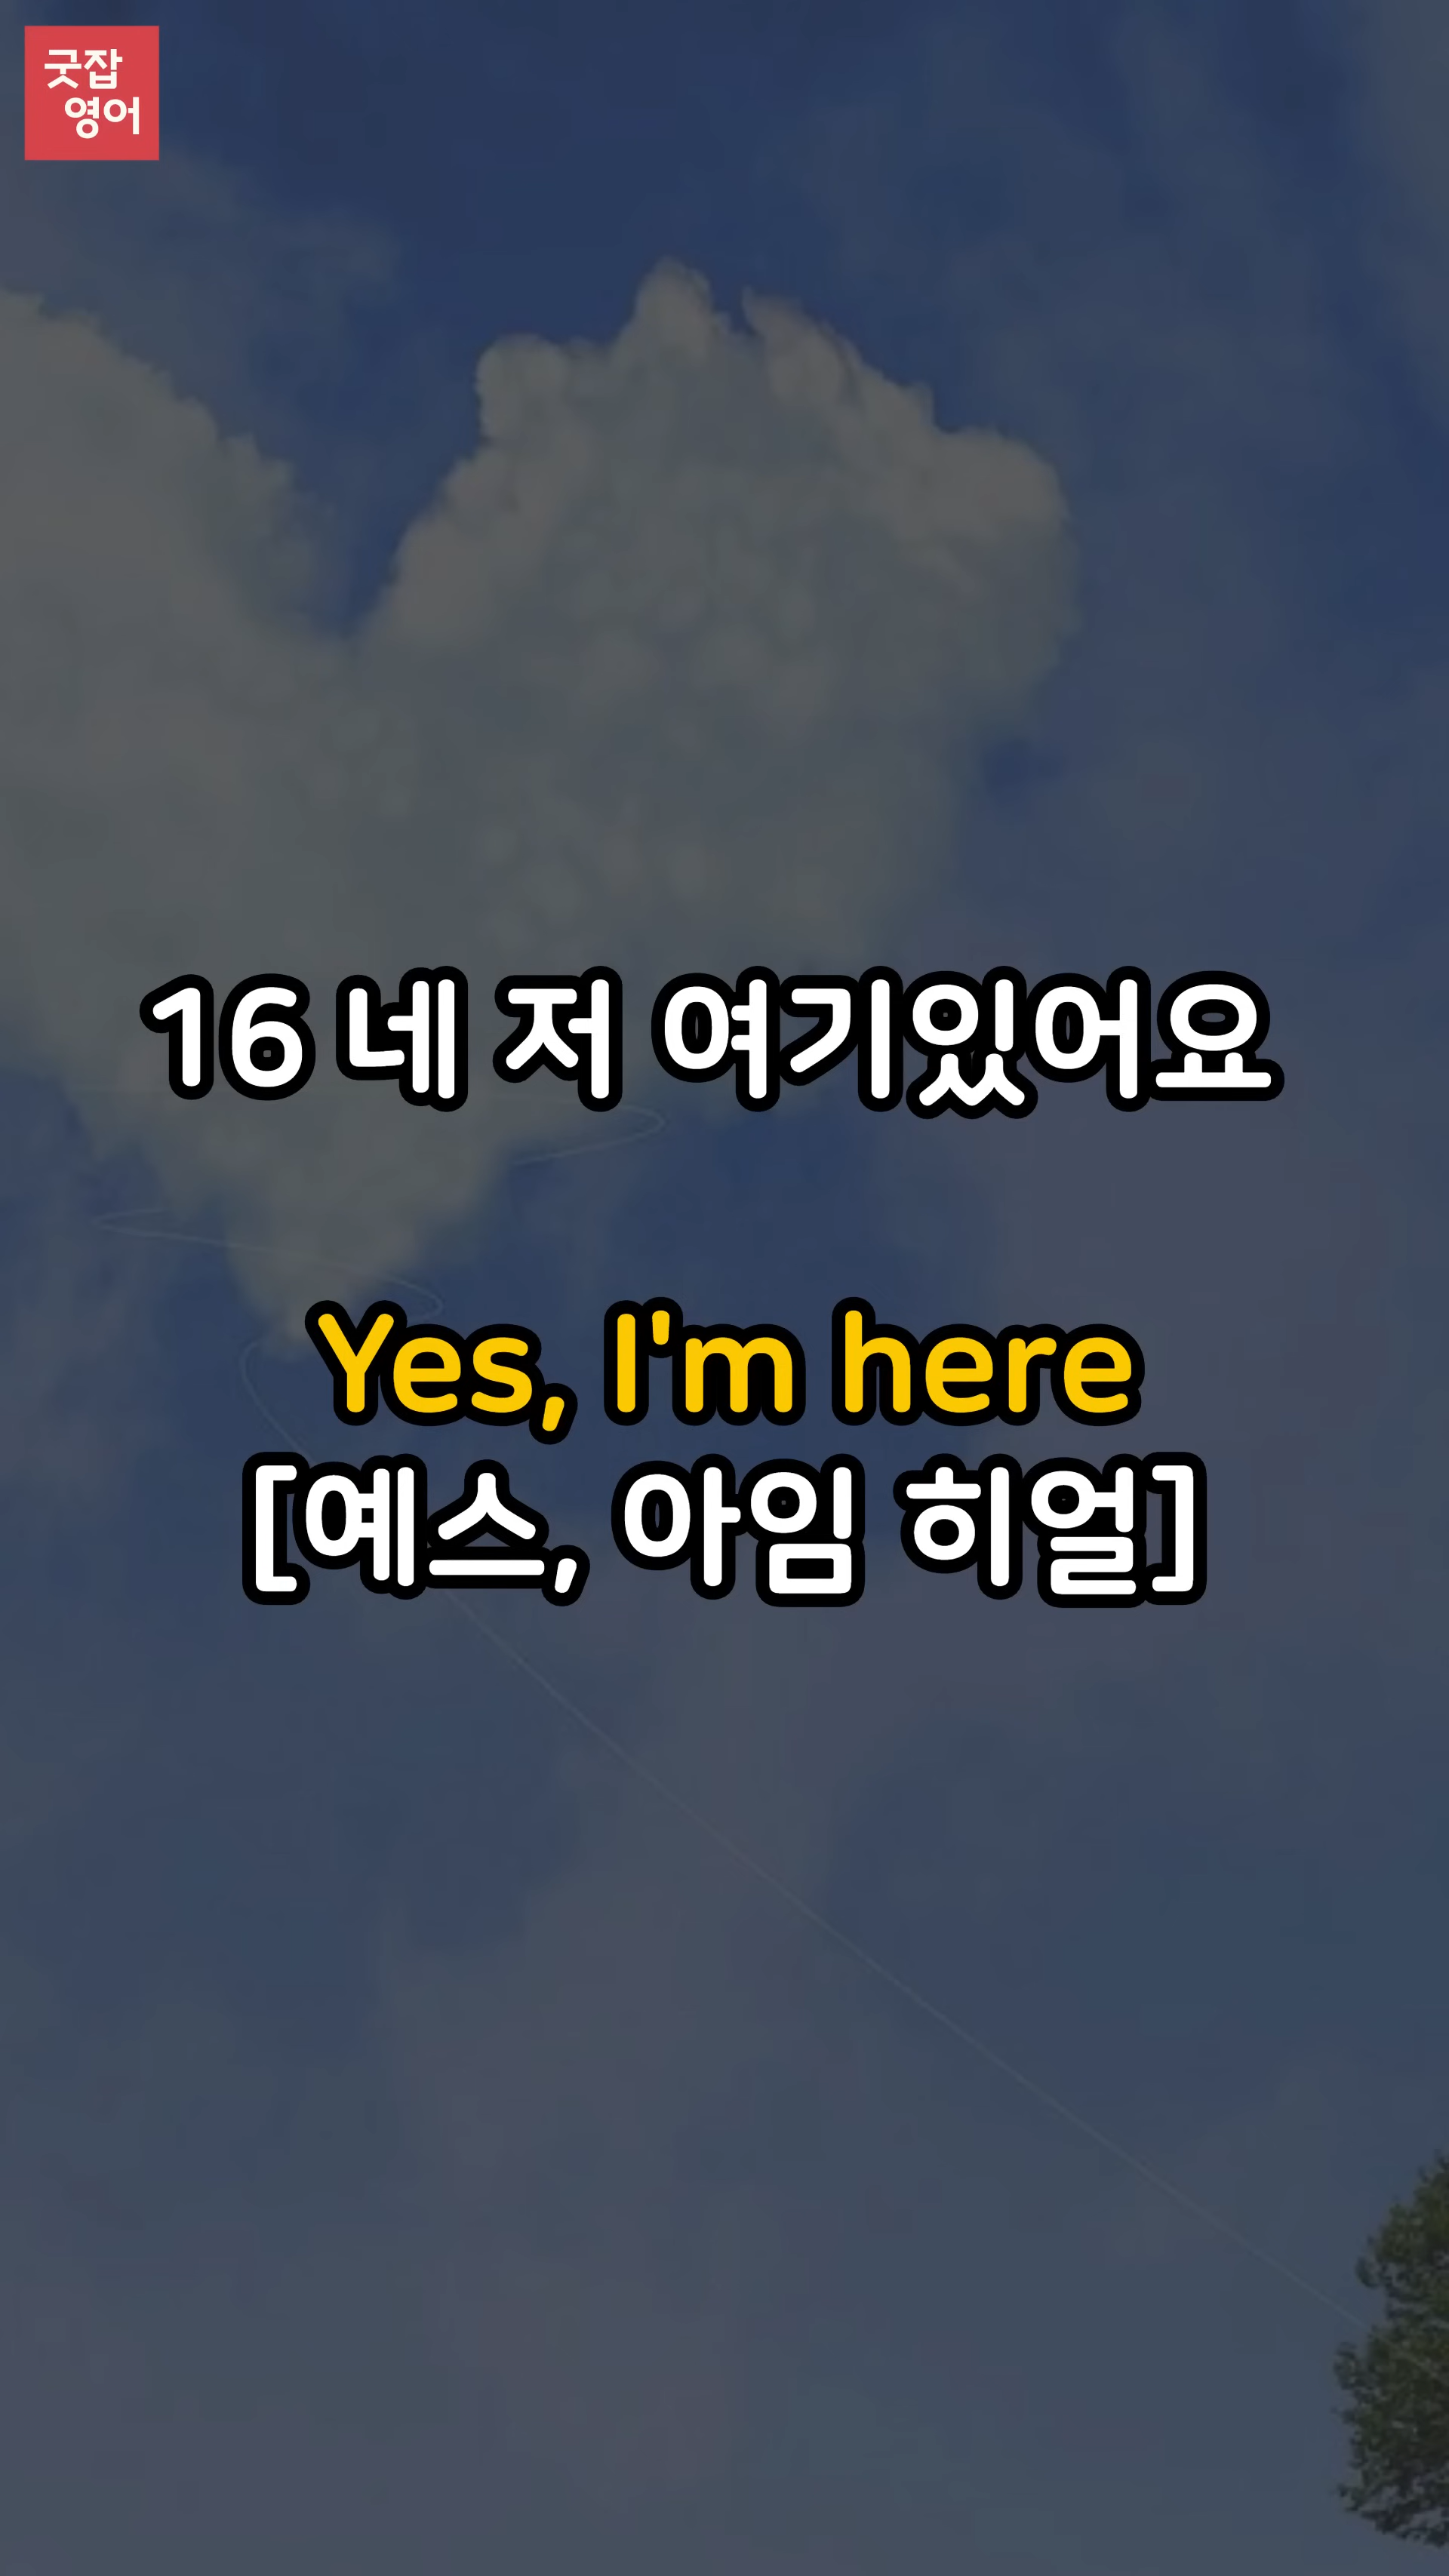 굿잡
영어
16 네 저 여기있어요
Yes, I'm here
[예스, 아임 히얼]